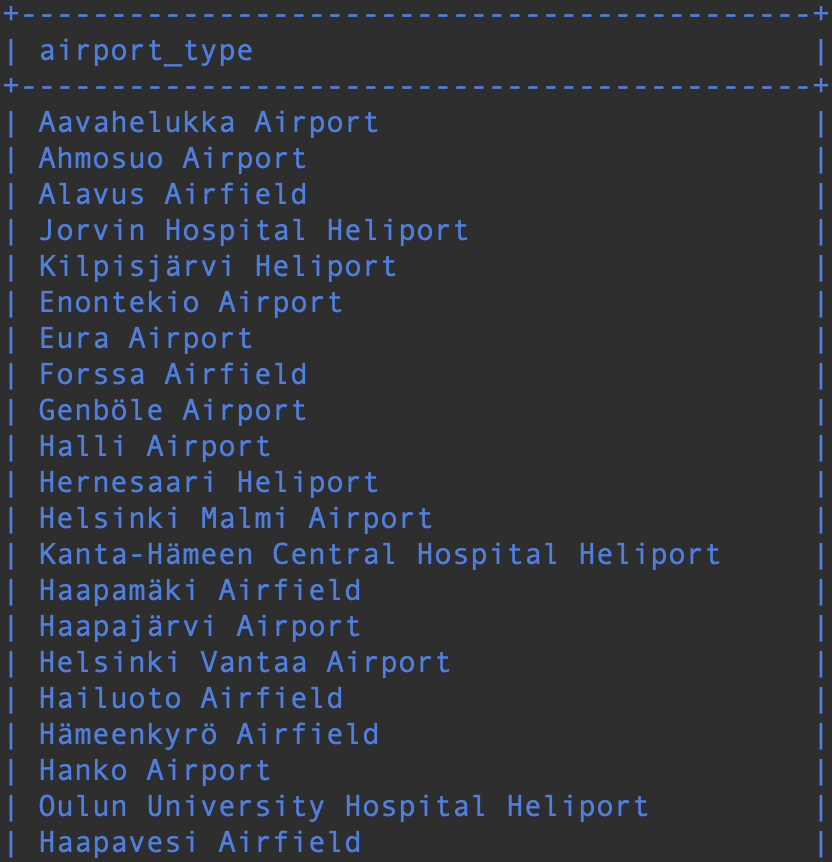 +--------------------------------------------+
| airport_type |
+--------------------------------------------+
| Aavahelukka Airport |
| Ahmosuo Airport |
| Alavus Airfield |
| Jorvin Hospital Heliport |
| Kilpisjärvi Heliport |
| Enontekio Airport |
| Eura Airport |
| Forssa Airfield |
| Genböle Airport |
| Halli Airport |
| Hernesaari Heliport |
| Helsinki Malmi Airport |
| Kanta-Hämeen Central Hospital Heliport |
| Haapamäki Airfield |
| Haapajärvi Airport |
| Helsinki Vantaa Airport |
| Hailuoto Airfield |
| Hämeenkyrö Airfield |
| Hanko Airport |
| Oulun University Hospital Heliport |
| Haapavesi Airfield |